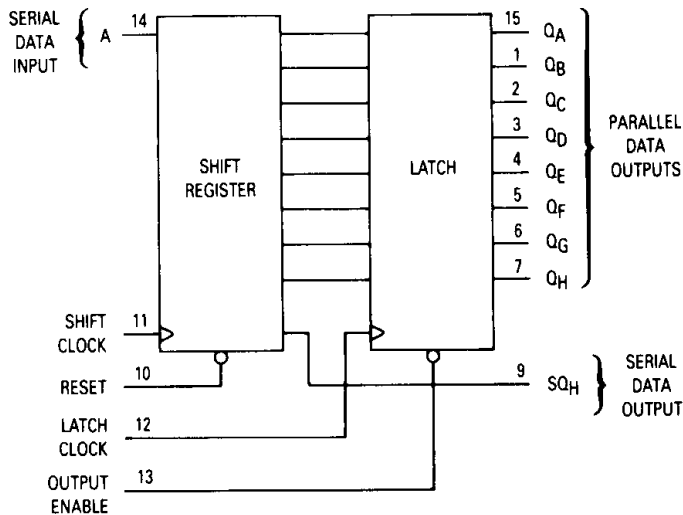 SERIAL
DATA
INPUT
A
14
15
QA
1
QB
2
QC
3
QD
4
QE
5
QF
6
QG
7
QH
PARALLEL
DATA
OUTPUTS
SHIFT
REGISTER
LATCH
SHIFT
CLOCK
11
RESET
10
9
SQH
SERIAL
DATA
OUTPUT
LATCH
CLOCK
12
OUTPUT
ENABLE
13